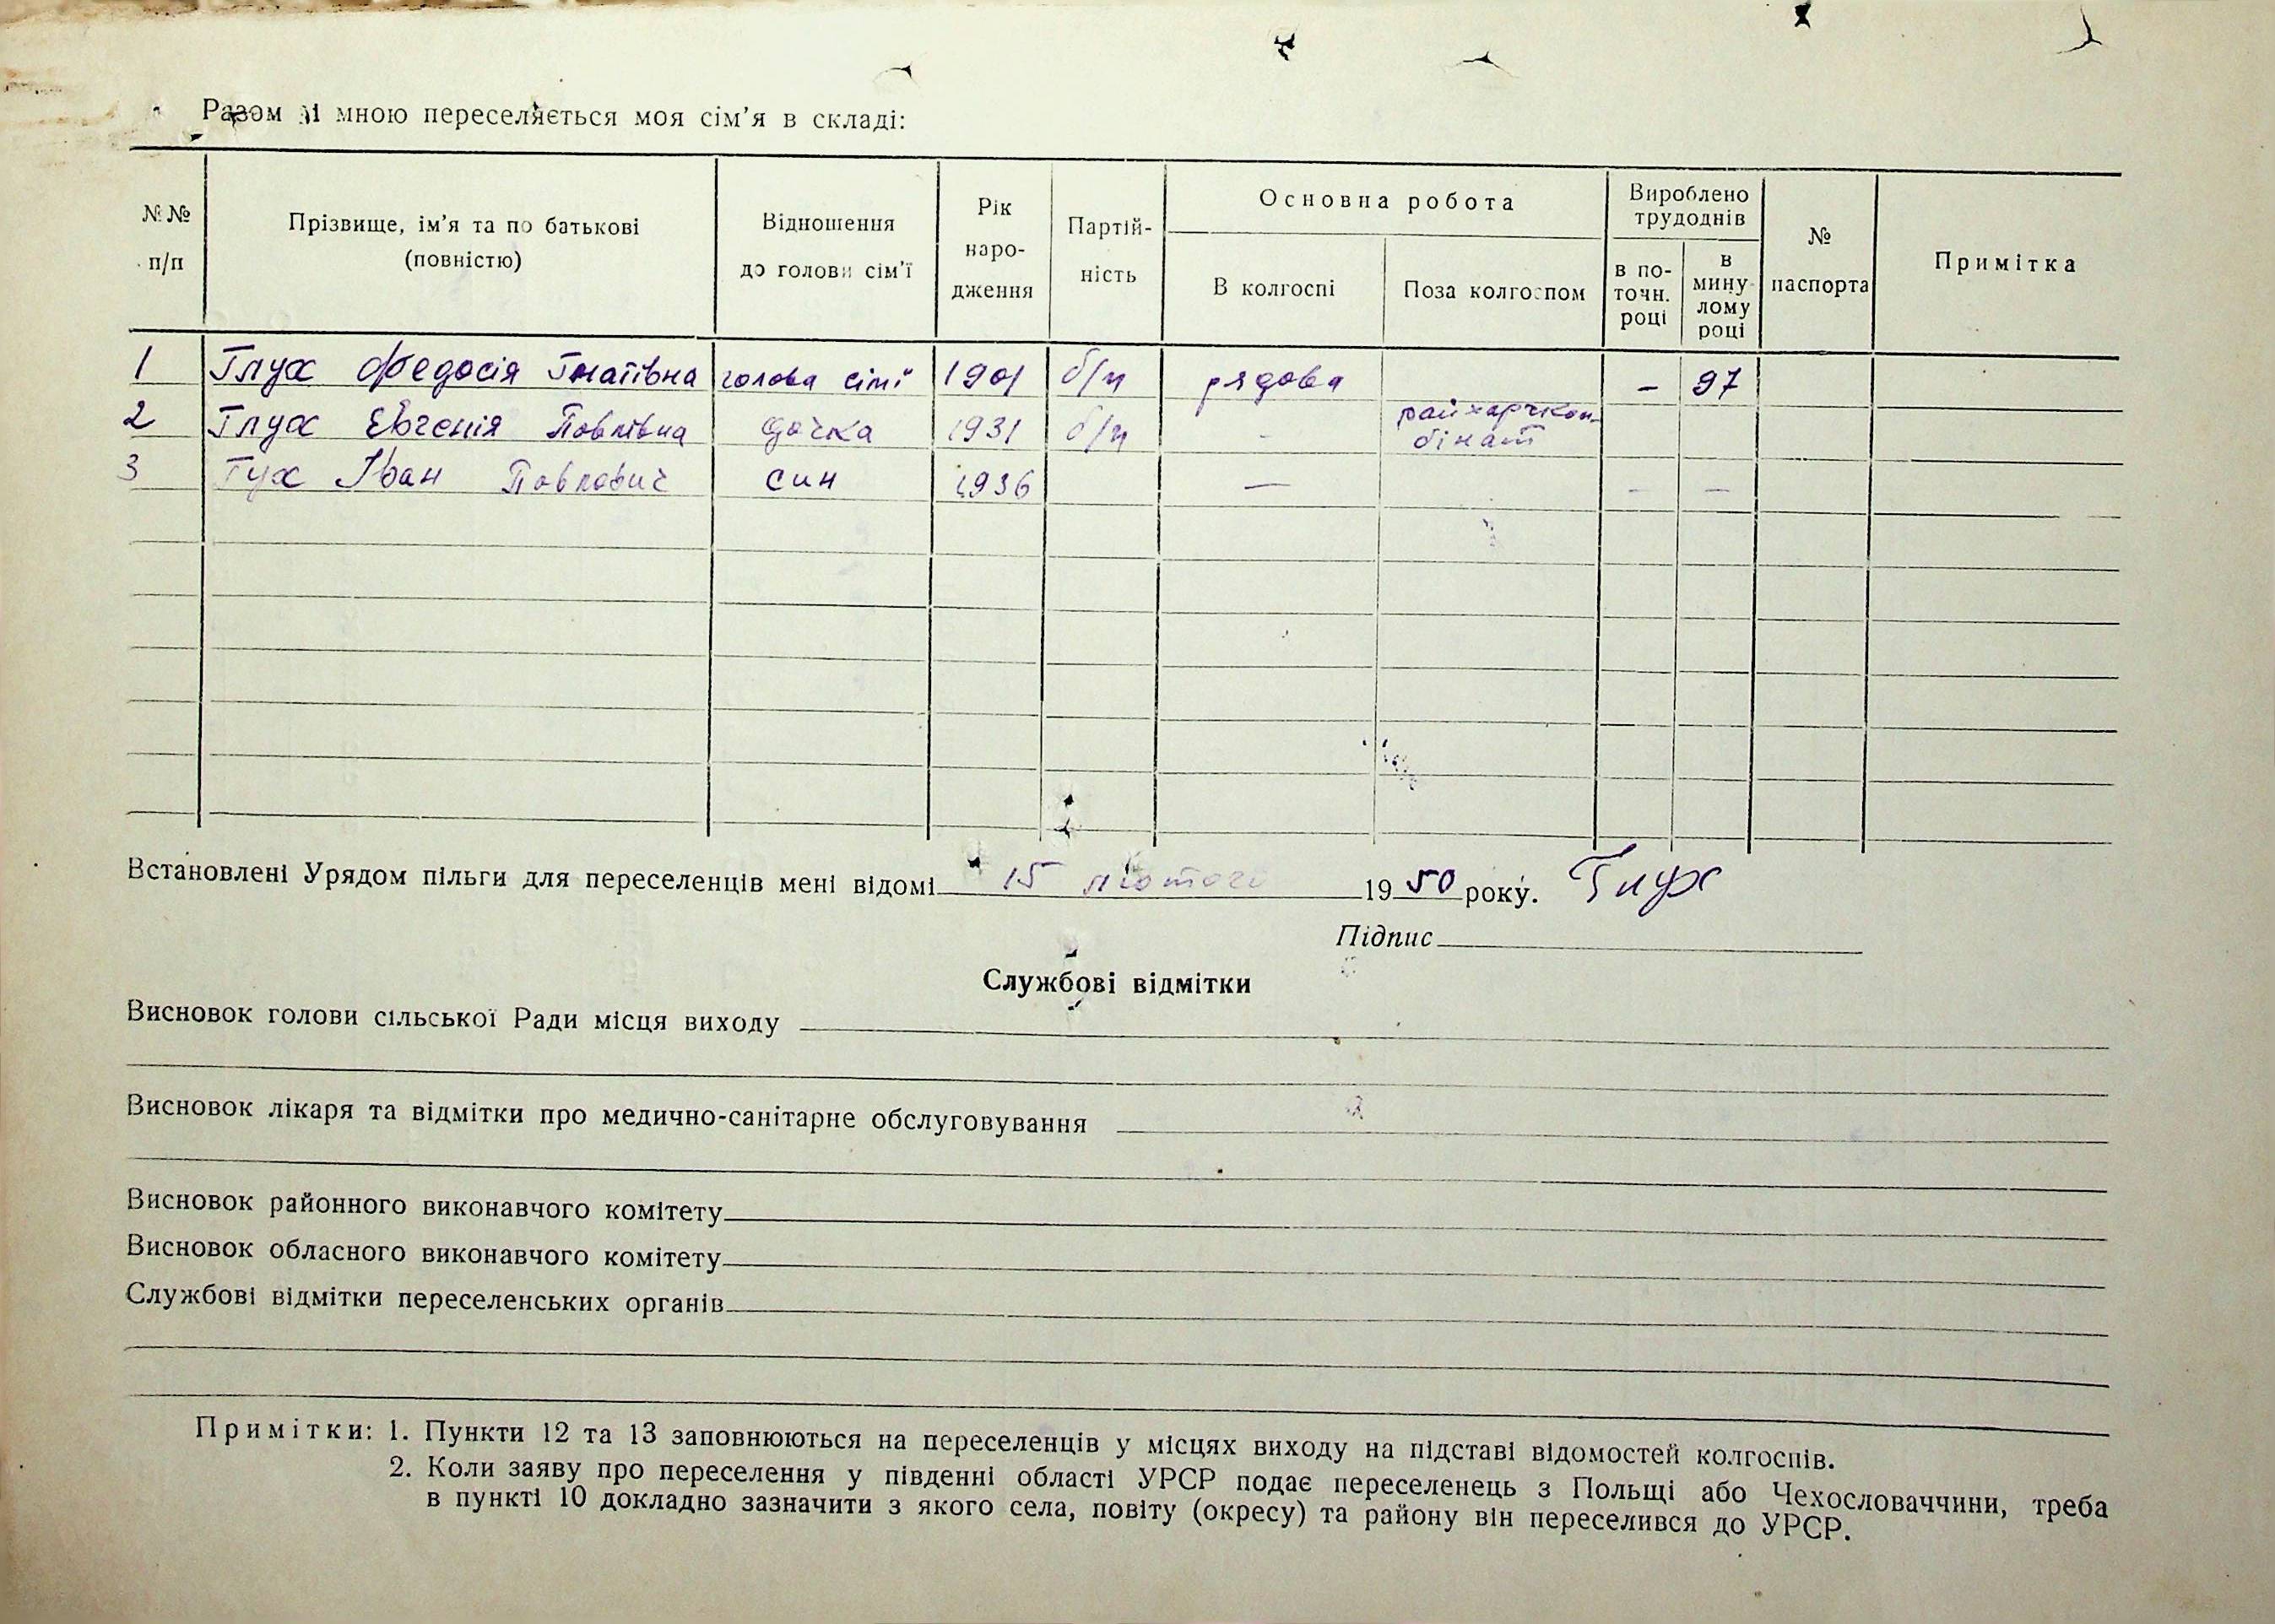 Разом зі мною переселяється моя сім'я в складі:
№№ п/п
Прізвище, ім'я та по батькові (повністю)
Відношення до голови сім'ї
Рік народження
Партійність
Основна робота
В колгоспі
Поза колгоспом
Вироблено трудоднів
в поточн. році
в минулому році
№ паспорта
Примітка
1 Глух Федосія Гнатівна голова сімї 1901 б/п рядова – 97
2 Глух Євгенія Павлівна дочка 1931 б/п - райхарчком-
бінат
3 Гух Іван Павлович син 1936 — – —
Встановлені Урядом пільги для переселенців мені відомі 15 лютого 1950 року. Глух
Підпис
Службові відмітки
Висновок голови сільської Ради місця виходу
Висновок лікаря та відмітки про медично-санітарне обслуговування
Висновок районного виконавчого комітету
Висновок обласного виконавчого комітету
Службові відмітки переселенських органів
Примітки: 1. Пункти 12 та 13 заповнюються на переселенців у місцях виходу на підставі відомостей колгоспів.
2. Коли заяву про переселення у південні області УРСР подає переселенець з Польщі або Чехословаччини, треба
в пункті 10 докладно зазначити з якого села, повіту (окресу) та району він переселився до УРСР.